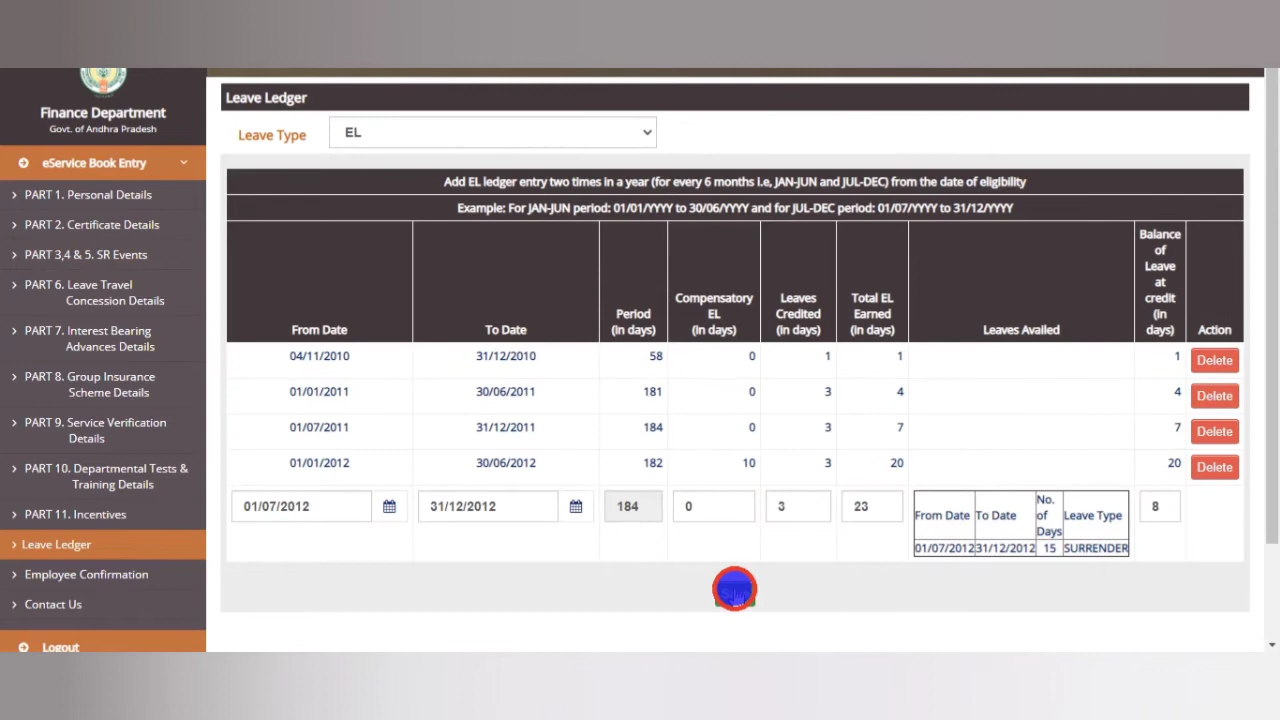 Finance Department
Govt. of Andhra Pradesh
eService Book Entry
PART 1. Personal Details
PART 2. Certificate Details
PART 3,4 & 5. SR Events
PART 6. Leave Travel
Concession Details
PART 7. Interest Bearing
Advances Details
PART 8. Group Insurance
Scheme Details
PART 9. Service Verification
Details
PART 10. Departmental Tests &
Training Details
PART 11. Incentives
Leave Ledger
Employee Confirmation
Contact Us
Logout
Leave Ledger
Leave Type EL
Add EL ledger entry two times in a year (for every 6 months i.e, JAN-JUN and JUL-DEC) from the date of eligibility
Example: For JAN-JUN period: 01/01/YYYY to 30/06/YYYY and for JUL-DEC period: 01/07/YYYY to 31/12/YYYY
From Date
To Date
Period
(in days)
Compensatory
EL
(in days)
Leaves
Credited
(in days)
Total EL
Earned
(in days)
Leaves Availed
Balance
of
Leave
at
credit
(in
days)
Action
04/11/2010 31/12/2010 58 0 1 1 1 Delete
01/01/2011 30/06/2011 181 0 3 4 4 Delete
01/07/2011 31/12/2011 184 0 3 7 7 Delete
01/01/2012 30/06/2012 182 10 3 20 20 Delete
01/07/2012 31/12/2012 184 0 3 23 8
From Date
To Date
No.
of
Days
Leave Type
01/07/2012 31/12/2012 15 SURRENDER